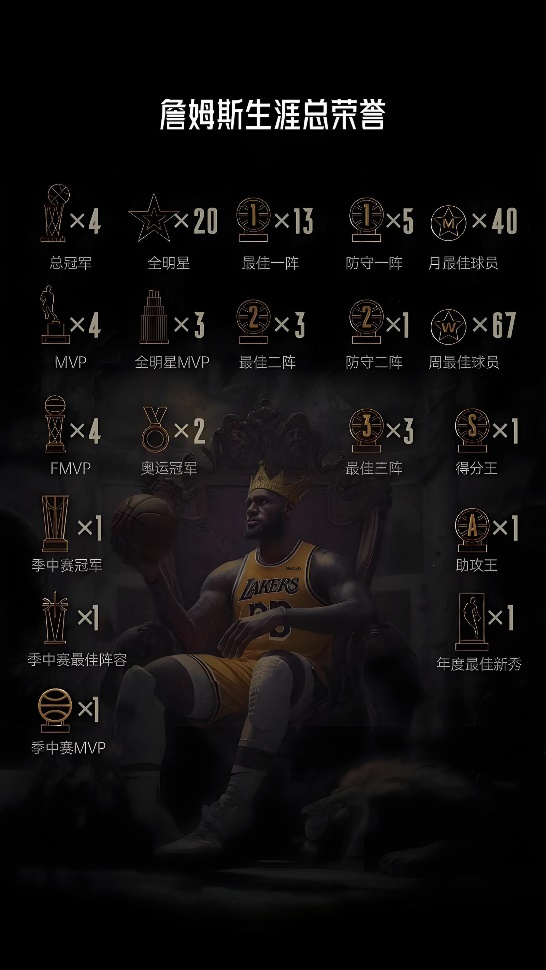 詹姆斯生涯总荣誉
×4 ×20 ×13 ×5 ×40
总冠军 全明星 最佳一阵 防守一阵 月最佳球员
×4 ×3 ×3 ×1 ×67
MVP 全明星MVP 最佳二阵 防守二阵 周最佳球员
×4 ×2 ×3 ×1
FMVP 奥运冠军 最佳三阵 得分王
×1 ×1
季中赛冠军 助攻王
×1 ×1
季中赛最佳阵容 年度最佳新秀
×1
季中赛MVP
1 1 M
2 2 W
3 S
A
LAKERS